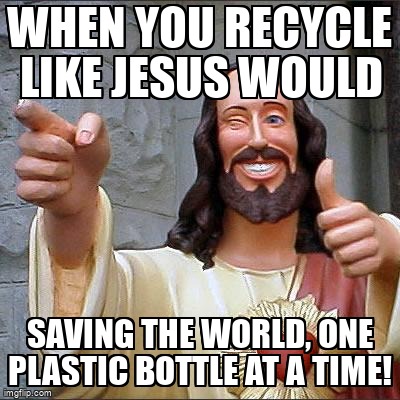 WHEN YOU RECYCLE
LIKE JESUS WOULD
SAVING THE WORLD, ONE
PLASTIC BOTTLE AT A TIME!
imgflip.com